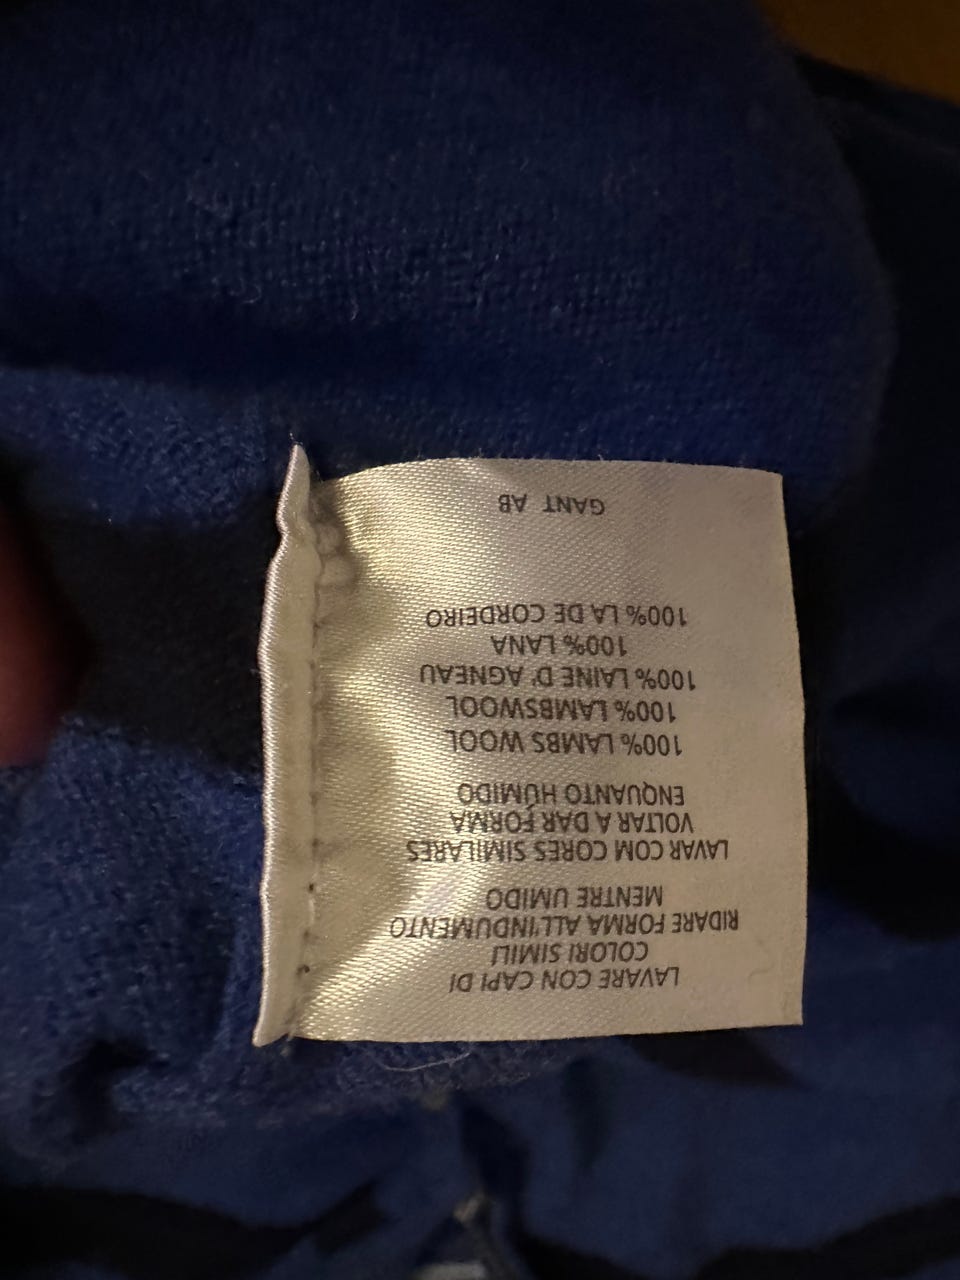 LAVARE CON CAPI DI
COLORI SIMILI
RIDARE FORMA ALL'INDUMENTO
MENTRE UMIDO
LAVAR COM CORES SIMILARES
VOLTAR A DAR FORMA
ENQUANTO HÚMIDO
100% LAMBS WOOL
100% LAMBSWOOL
100% LAINE D' AGNEAU
100% LANA
100% LA DE CORDEIRO
GANT AB